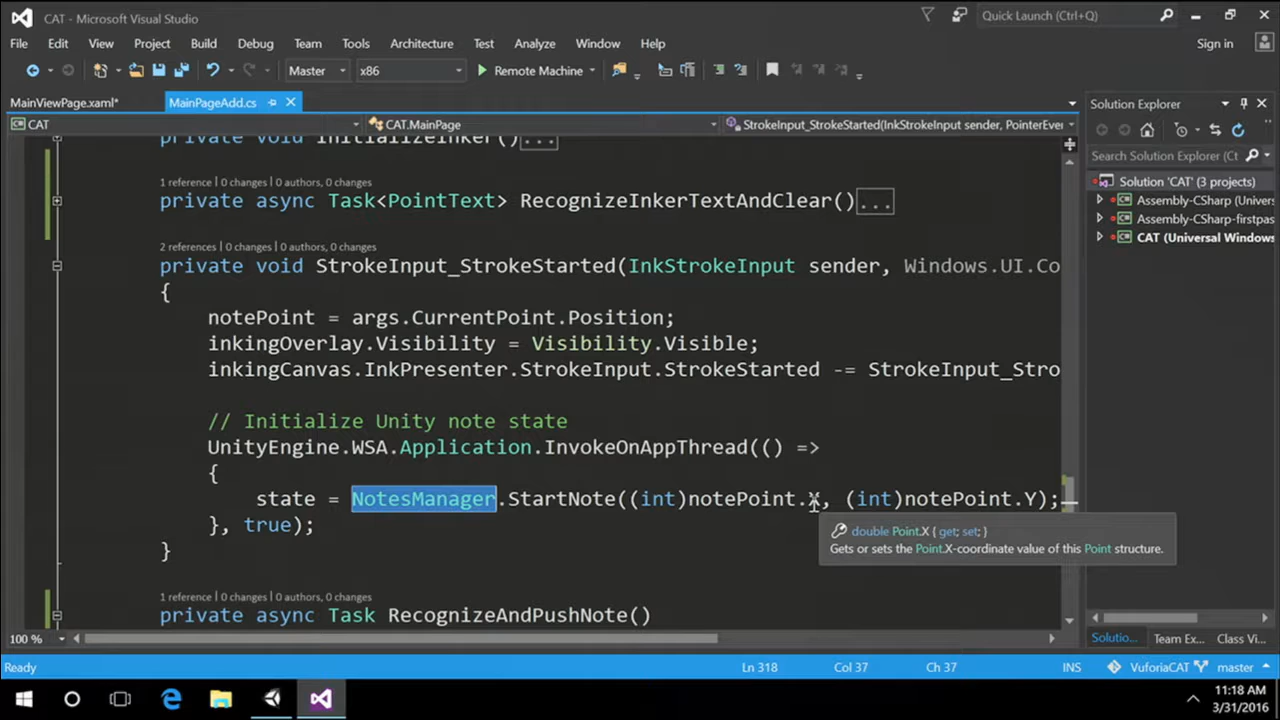 CAT - Microsoft Visual Studio
Quick Launch (Ctrl+Q)
File Edit View Project Build Debug Team Tools Architecture Test Analyze Window Help
Sign in
Master x86 Remote Machine
MainViewPage.xaml* MainPageAdd.cs
CAT CAT.MainPage StrokeInput_StrokeStarted(InkStrokeInput sender, PointerEver
private void InitializeInker()...
1 reference | 0 changes | 0 authors, 0 changes
private async Task<PointText> RecognizeInkerTextAndClear()...
2 references | 0 changes | 0 authors, 0 changes
private void StrokeInput_StrokeStarted(InkStrokeInput sender, Windows.UI.Co
{
notePoint = args.CurrentPoint.Position;
inkingOverlay.Visibility = Visibility.Visible;
inkingCanvas.InkPresenter.StrokeInput.StrokeStarted -= StrokeInput_Stro
// Initialize Unity note state
UnityEngine.WSA.Application.InvokeOnAppThread(() =>
{
state = NotesManager.StartNote((int)notePoint.X, (int)notePoint.Y);
}, true);
}
double Point.X { get; set; }
Gets or sets the Point.X-coordinate value of this Point structure.
1 reference | 0 changes | 0 authors, 0 changes
private async Task RecognizeAndPushNote()
100 %
Solution Explorer
Search Solution Explorer (Ct
Solution 'CAT' (3 projects)
Assembly-CSharp (Univers
Assembly-CSharp-firstpas
CAT (Universal Windows
Solutio... Team Ex... Class Vi...
Ready Ln 318 Col 37 Ch 37 INS VuforiaCAT master
11:18 AM
3/31/2016